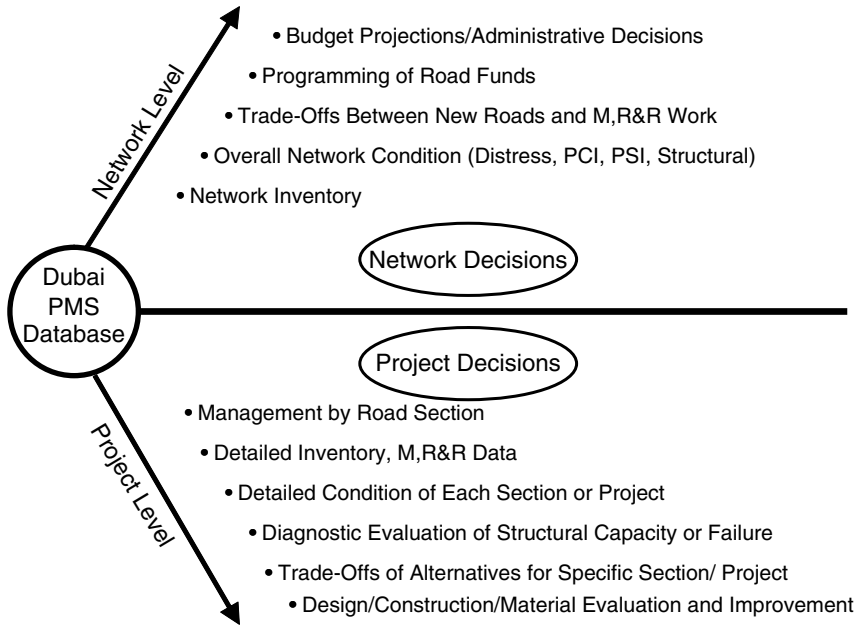 • Budget Projections/Administrative Decisions
• Programming of Road Funds
• Trade-Offs Between New Roads and M,R&R Work
• Overall Network Condition (Distress, PCI, PSI, Structural)
• Network Inventory
Network Level
Network Decisions
Dubai
PMS
Database
Project Decisions
Project Level
• Management by Road Section
• Detailed Inventory, M,R&R Data
• Detailed Condition of Each Section or Project
• Diagnostic Evaluation of Structural Capacity or Failure
• Trade-Offs of Alternatives for Specific Section/ Project
• Design/Construction/Material Evaluation and Improvement